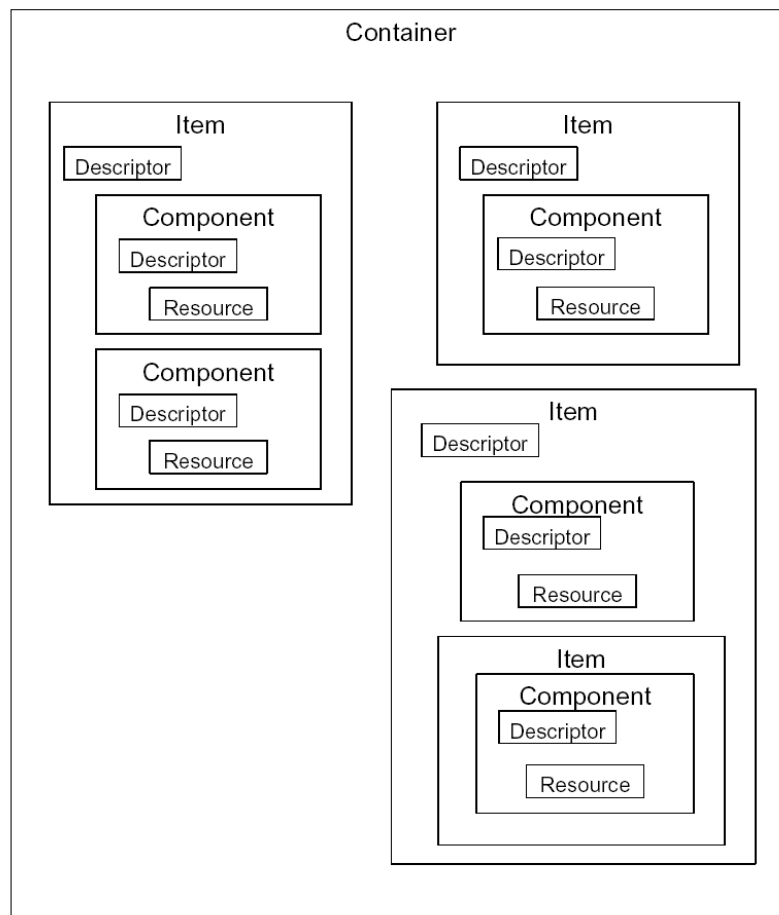 Container
Item
Descriptor
Component
Descriptor
Resource
Component
Descriptor
Resource
Item
Descriptor
Component
Descriptor
Resource
Item
Descriptor
Component
Descriptor
Resource
Item
Component
Descriptor
Resource